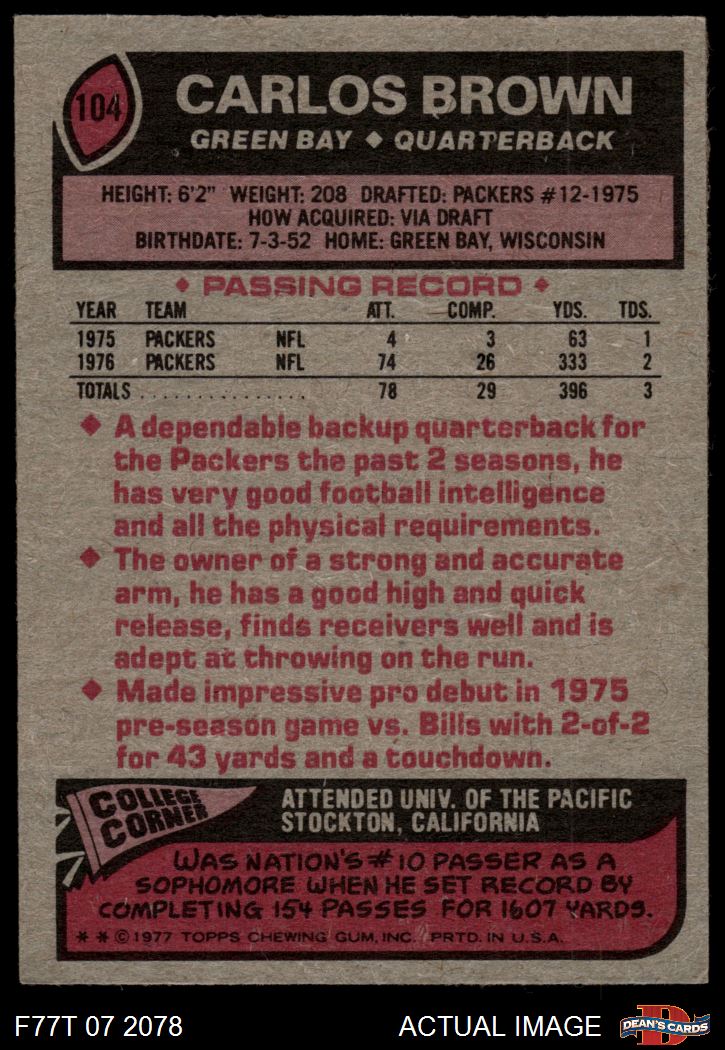 104
CARLOS BROWN
GREEN BAY ◆ QUARTERBACK
HEIGHT: 6'2" WEIGHT: 208 DRAFTED: PACKERS #12-1975
HOW ACQUIRED: VIA DRAFT
BIRTHDATE: 7-3-52 HOME: GREEN BAY, WISCONSIN
◆ PASSING RECORD ◆
YEAR TEAM ATT. COMP. YDS. TDS.
1975 PACKERS NFL 4 3 63 1
1976 PACKERS NFL 74 26 333 2
TOTALS . . . . . . . . . . . . . . . 78 29 396 3
◆ A dependable backup quarterback for
the Packers the past 2 seasons, he
has very good football intelligence
and all the physical requirements.
◆ The owner of a strong and accurate
arm, he has a good high and quick
release, finds receivers well and is
adept at throwing on the run.
◆ Made impressive pro debut in 1975
pre-season game vs. Bills with 2-of-2
for 43 yards and a touchdown.
COLLEGE
CORNER
ATTENDED UNIV. OF THE PACIFIC
STOCKTON, CALIFORNIA
WAS NATION'S #10 PASSER AS A
SOPHOMORE WHEN HE SET RECORD BY
COMPLETING 154 PASSES FOR 1607 YARDS.
* * © 1977 TOPPS CHEWING GUM, INC. PRTD. IN U.S.A.
F77T 07 2078 ACTUAL IMAGE
D
DEAN'S CARDS